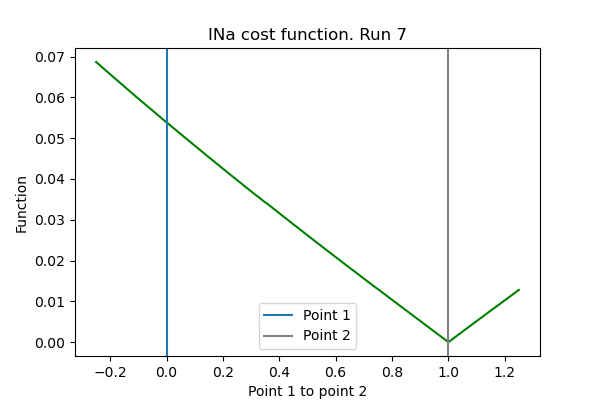 INa cost function. Run 7
0.07
0.06
0.05
0.04
0.03
0.02
0.01
0.00
Function
Point 1
Point 2
−0.2 0.0 0.2 0.4 0.6 0.8 1.0 1.2
Point 1 to point 2